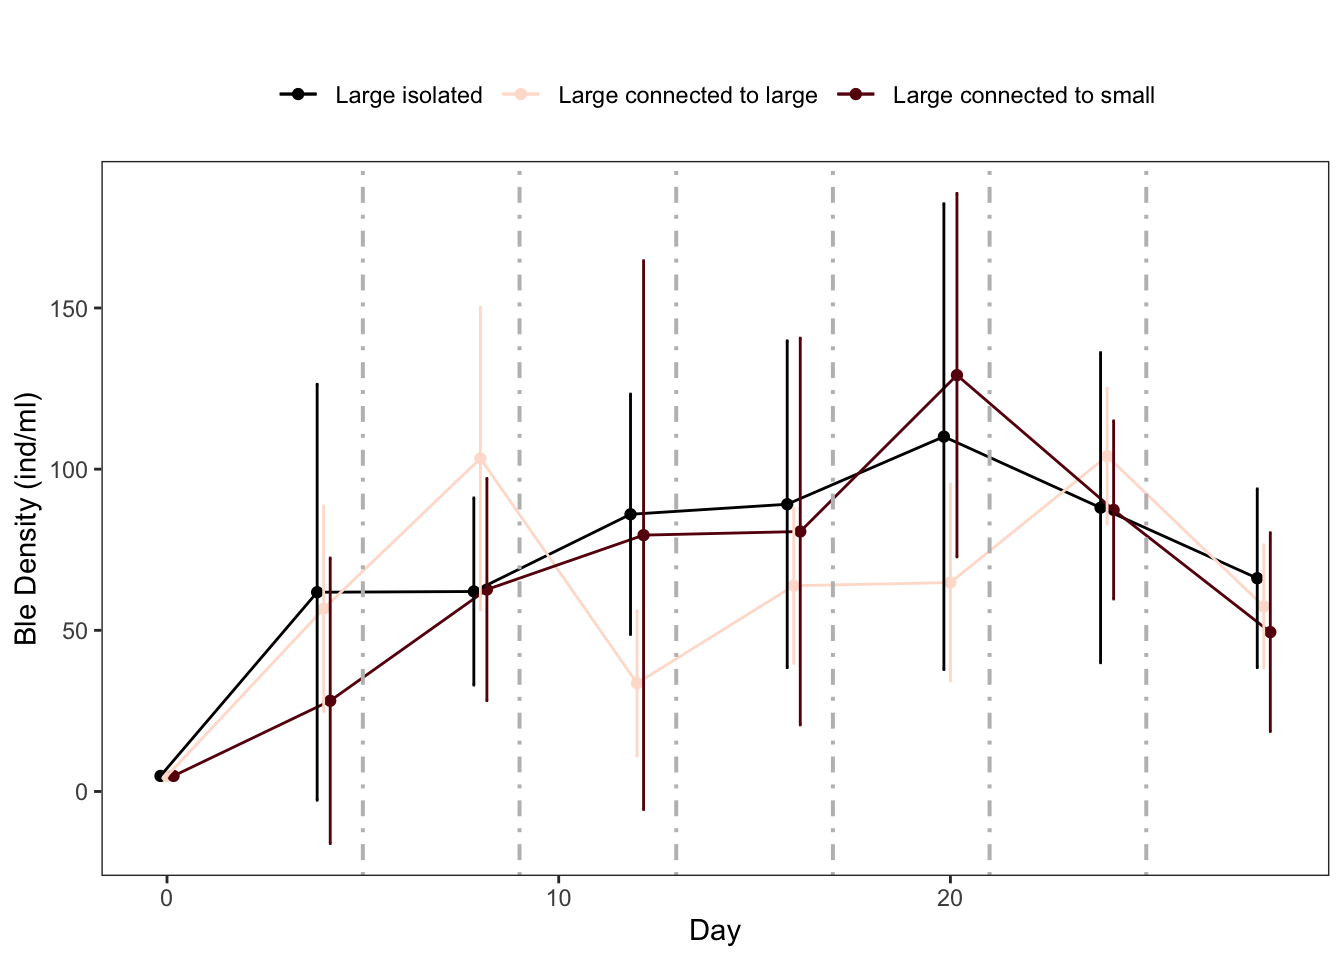 Large isolated Large connected to large Large connected to small
150
100
50
0
Ble Density (ind/ml)
0 10 20
Day